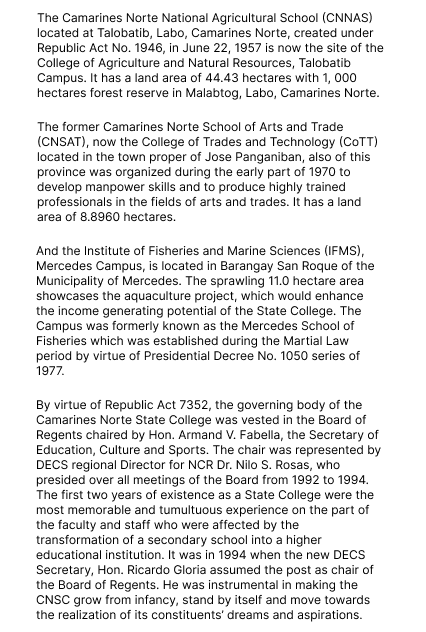 The Camarines Norte National Agricultural School (CNNAS)
located at Talobatib, Labo, Camarines Norte, created under
Republic Act No. 1946, in June 22, 1957 is now the site of the
College of Agriculture and Natural Resources, Talobatib
Campus. It has a land area of 44.43 hectares with 1, 000
hectares forest reserve in Malabtog, Labo, Camarines Norte.
The former Camarines Norte School of Arts and Trade
(CNSAT), now the College of Trades and Technology (CoTT)
located in the town proper of Jose Panganiban, also of this
province was organized during the early part of 1970 to
develop manpower skills and to produce highly trained
professionals in the fields of arts and trades. It has a land
area of 8.8960 hectares.
And the Institute of Fisheries and Marine Sciences (IFMS),
Mercedes Campus, is located in Barangay San Roque of the
Municipality of Mercedes. The sprawling 11.0 hectare area
showcases the aquaculture project, which would enhance
the income generating potential of the State College. The
Campus was formerly known as the Mercedes School of
Fisheries which was established during the Martial Law
period by virtue of Presidential Decree No. 1050 series of
1977.
By virtue of Republic Act 7352, the governing body of the
Camarines Norte State College was vested in the Board of
Regents chaired by Hon. Armand V. Fabella, the Secretary of
Education, Culture and Sports. The chair was represented by
DECS regional Director for NCR Dr. Nilo S. Rosas, who
presided over all meetings of the Board from 1992 to 1994.
The first two years of existence as a State College were the
most memorable and tumultuous experience on the part of
the faculty and staff who were affected by the
transformation of a secondary school into a higher
educational institution. It was in 1994 when the new DECS
Secretary, Hon. Ricardo Gloria assumed the post as chair of
the Board of Regents. He was instrumental in making the
CNSC grow from infancy, stand by itself and move towards
the realization of its constituents' dreams and aspirations.